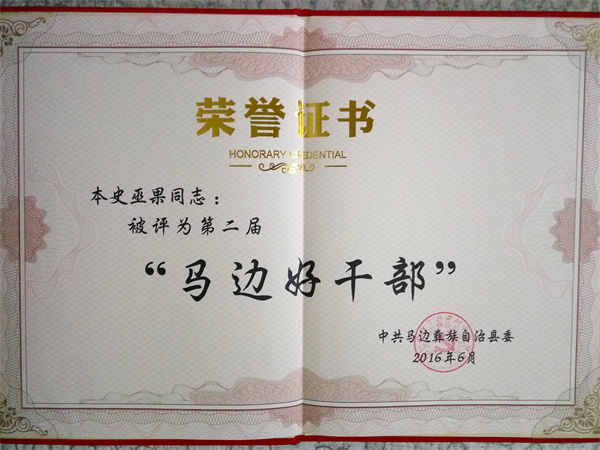 荣誉证书
HONORARY CREDENTIAL
本史巫果同志：
被评为第二届
“马边好干部”
中共马边彝族自治县委
2016年6月